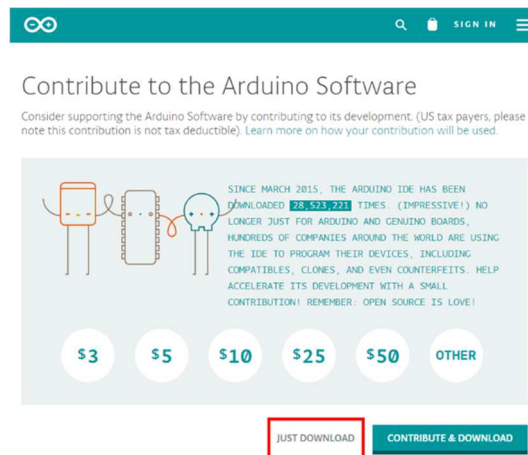 SIGN IN
Contribute to the Arduino Software
Consider supporting the Arduino Software by contributing to its development. (US tax payers, please
note this contribution is not tax deductible). Learn more on how your contribution will be used.
SINCE MARCH 2015, THE ARDUINO IDE HAS BEEN
DOWNLOADED 28,523,221 TIMES. (IMPRESSIVE!) NO
LONGER JUST FOR ARDUINO AND GENUINO BOARDS,
HUNDREDS OF COMPANIES AROUND THE WORLD ARE USING
THE IDE TO PROGRAM THEIR DEVICES, INCLUDING
COMPATIBLES, CLONES, AND EVEN COUNTERFEITS. HELP
ACCELERATE ITS DEVELOPMENT WITH A SMALL
CONTRIBUTION! REMEMBER: OPEN SOURCE IS LOVE!
$3 $5 $10 $25 $50 OTHER
JUST DOWNLOAD CONTRIBUTE & DOWNLOAD